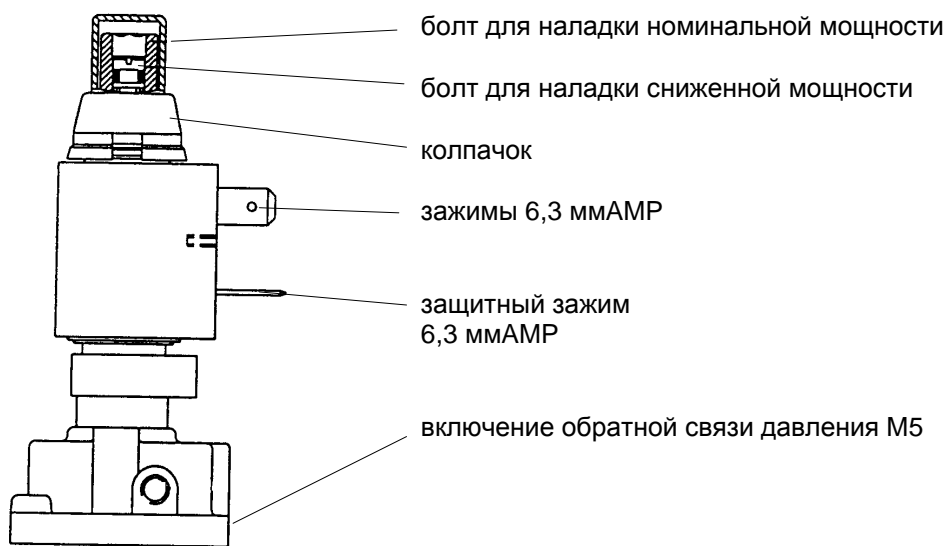 болт для наладки номинальной мощности
болт для наладки сниженной мощности
колпачок
зажимы 6,3 ммAMP
защитный зажим
6,3 ммAMP
включение обратной связи давления M5